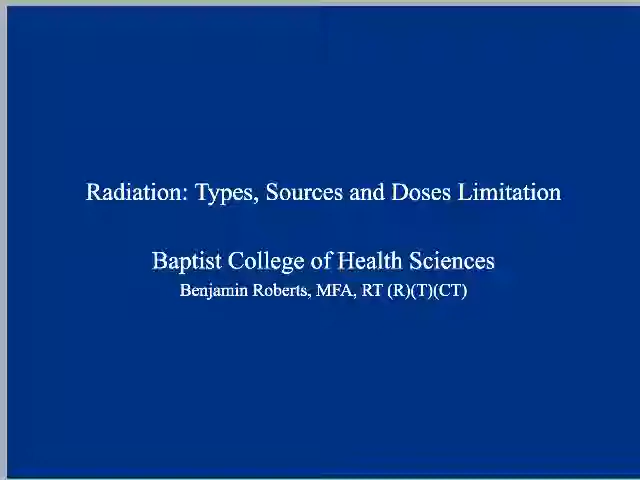 Radiation: Types, Sources and Doses Limitation
Baptist College of Health Sciences
Benjamin Roberts, MFA, RT (R)(T)(CT)